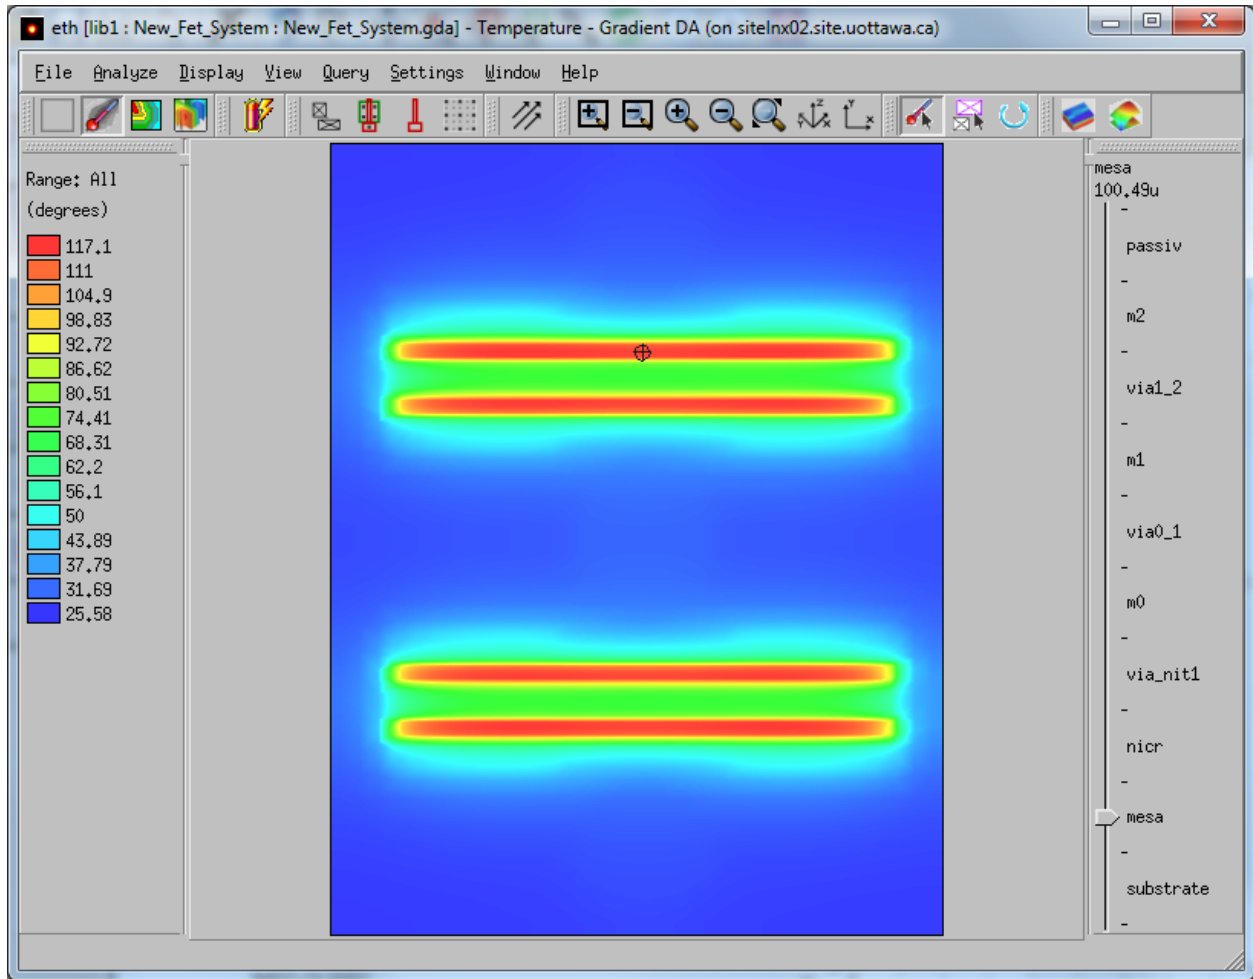 eth [lib1 : New_Fet_System : New_Fet_System.gda] - Temperature - Gradient DA (on sitelnx02.site.uottawa.ca)
File Analyze Display View Query Settings Window Help
Z
X
Y
X
Range: All
(degrees)
117.1
111
104.9
98.83
92.72
86.62
80.51
74.41
68.31
62.2
56.1
50
43.89
37.79
31.69
25.58
mesa
100.49u
-
passiv
-
m2
-
via1_2
-
m1
-
via0_1
-
m0
-
via_nit1
-
nicr
-
mesa
-
substrate
-